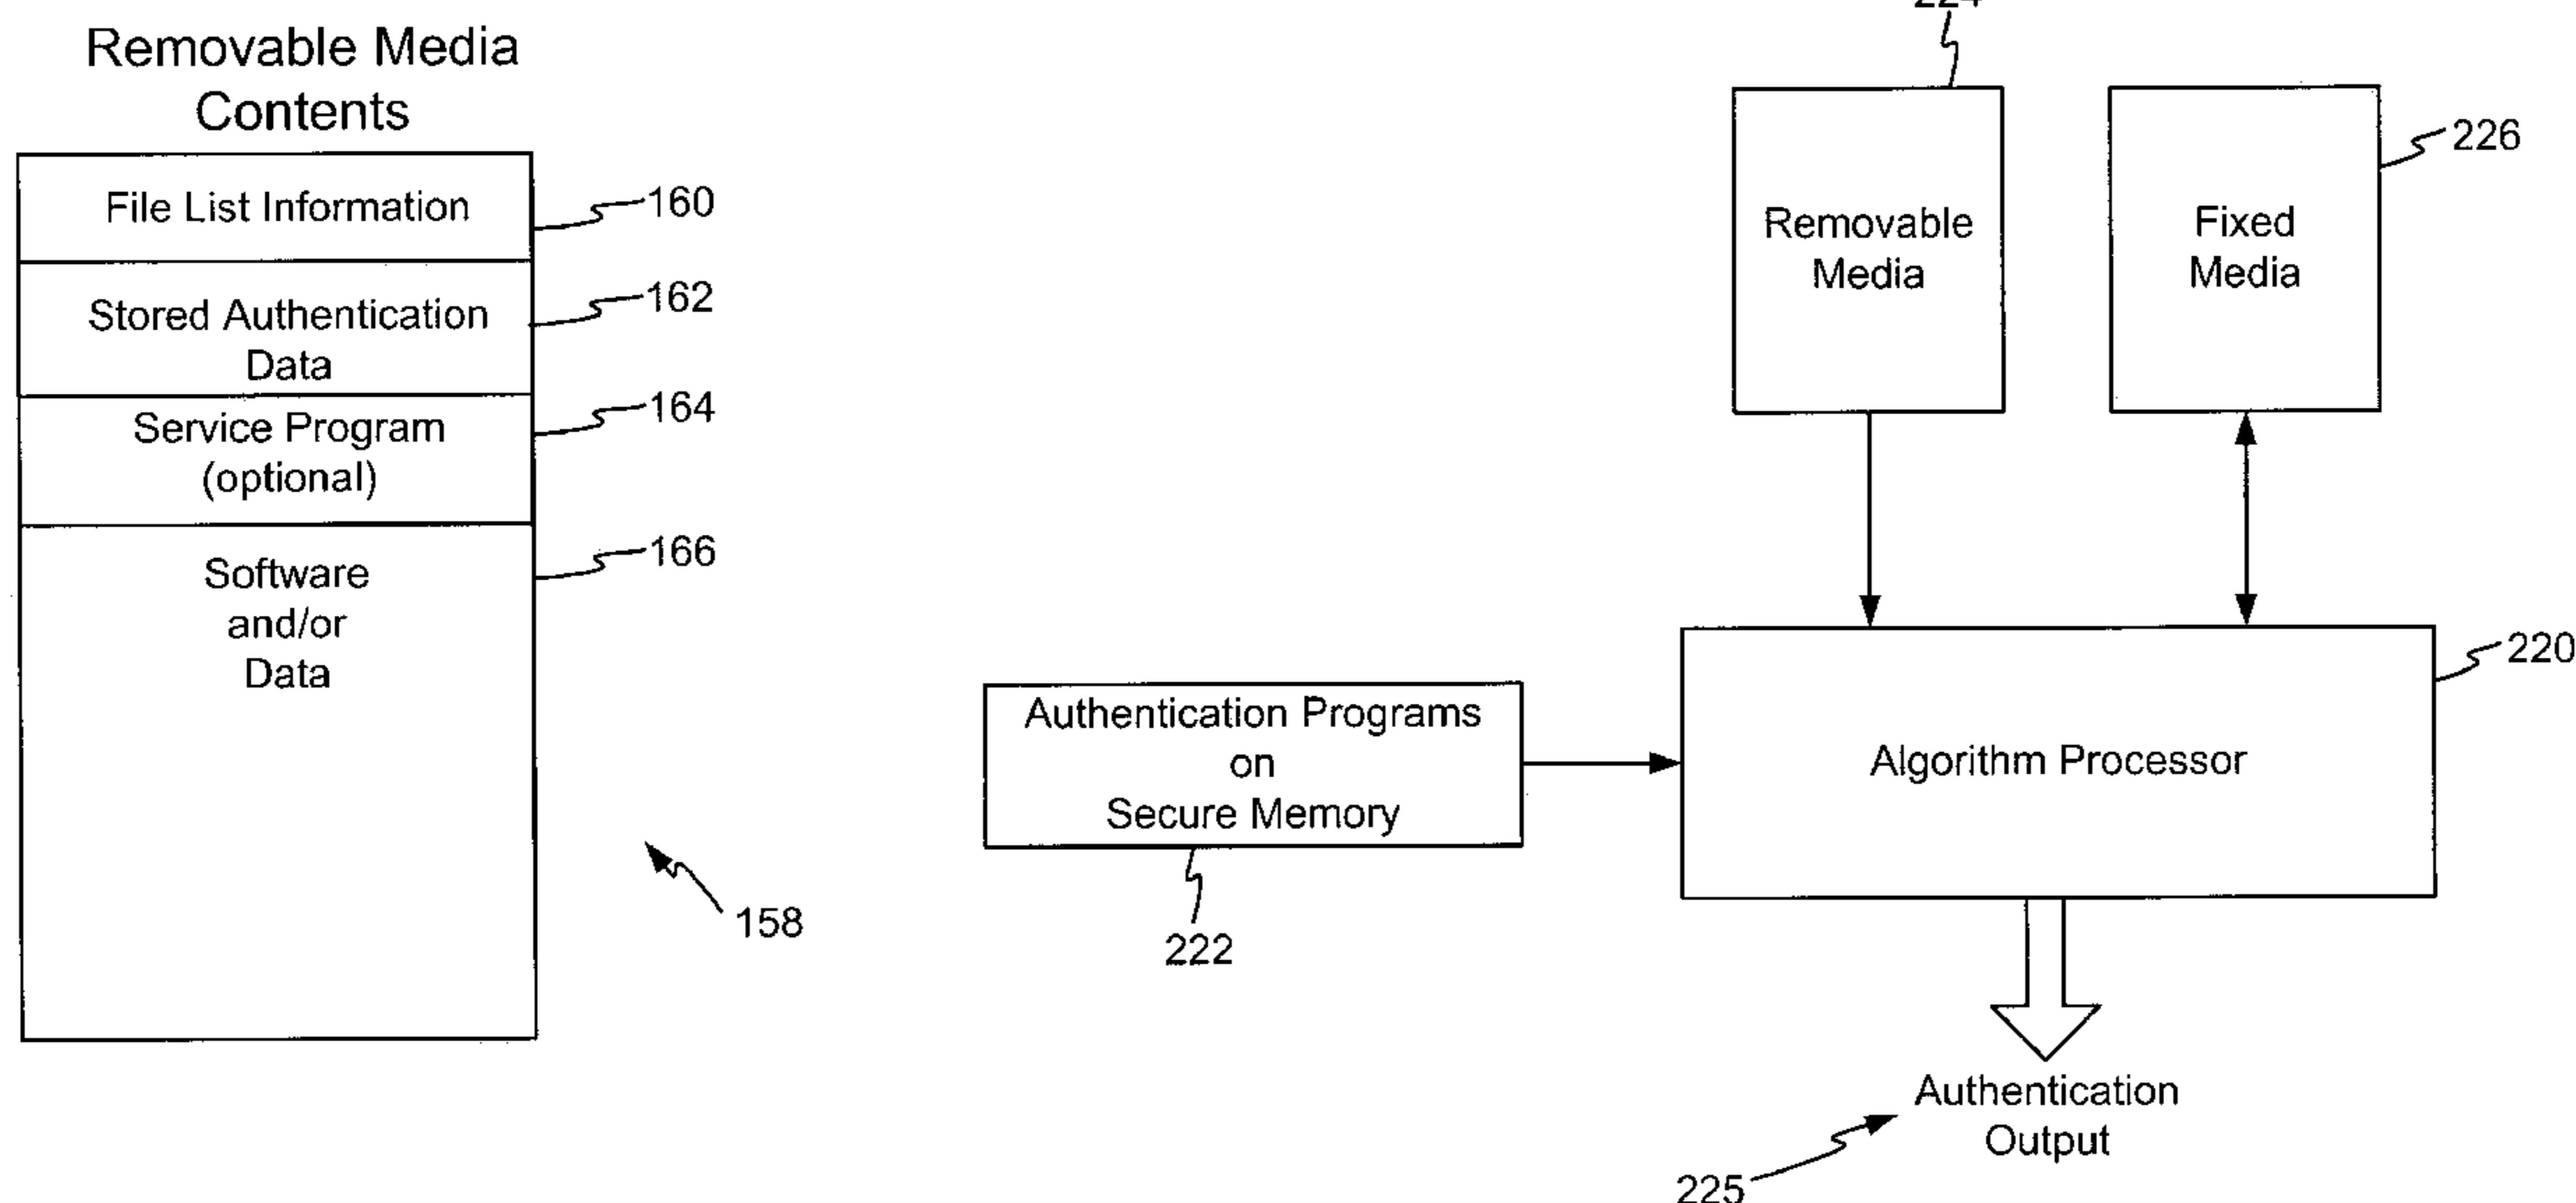 Removable Media
Contents
File List Information
160
Stored Authentication
Data
162
Service Program
(optional)
164
Software
and/or
Data
166
158
224
Removable
Media
Fixed
Media
226
Authentication Programs
on
Secure Memory
222
Algorithm Processor
220
Authentication
Output
225